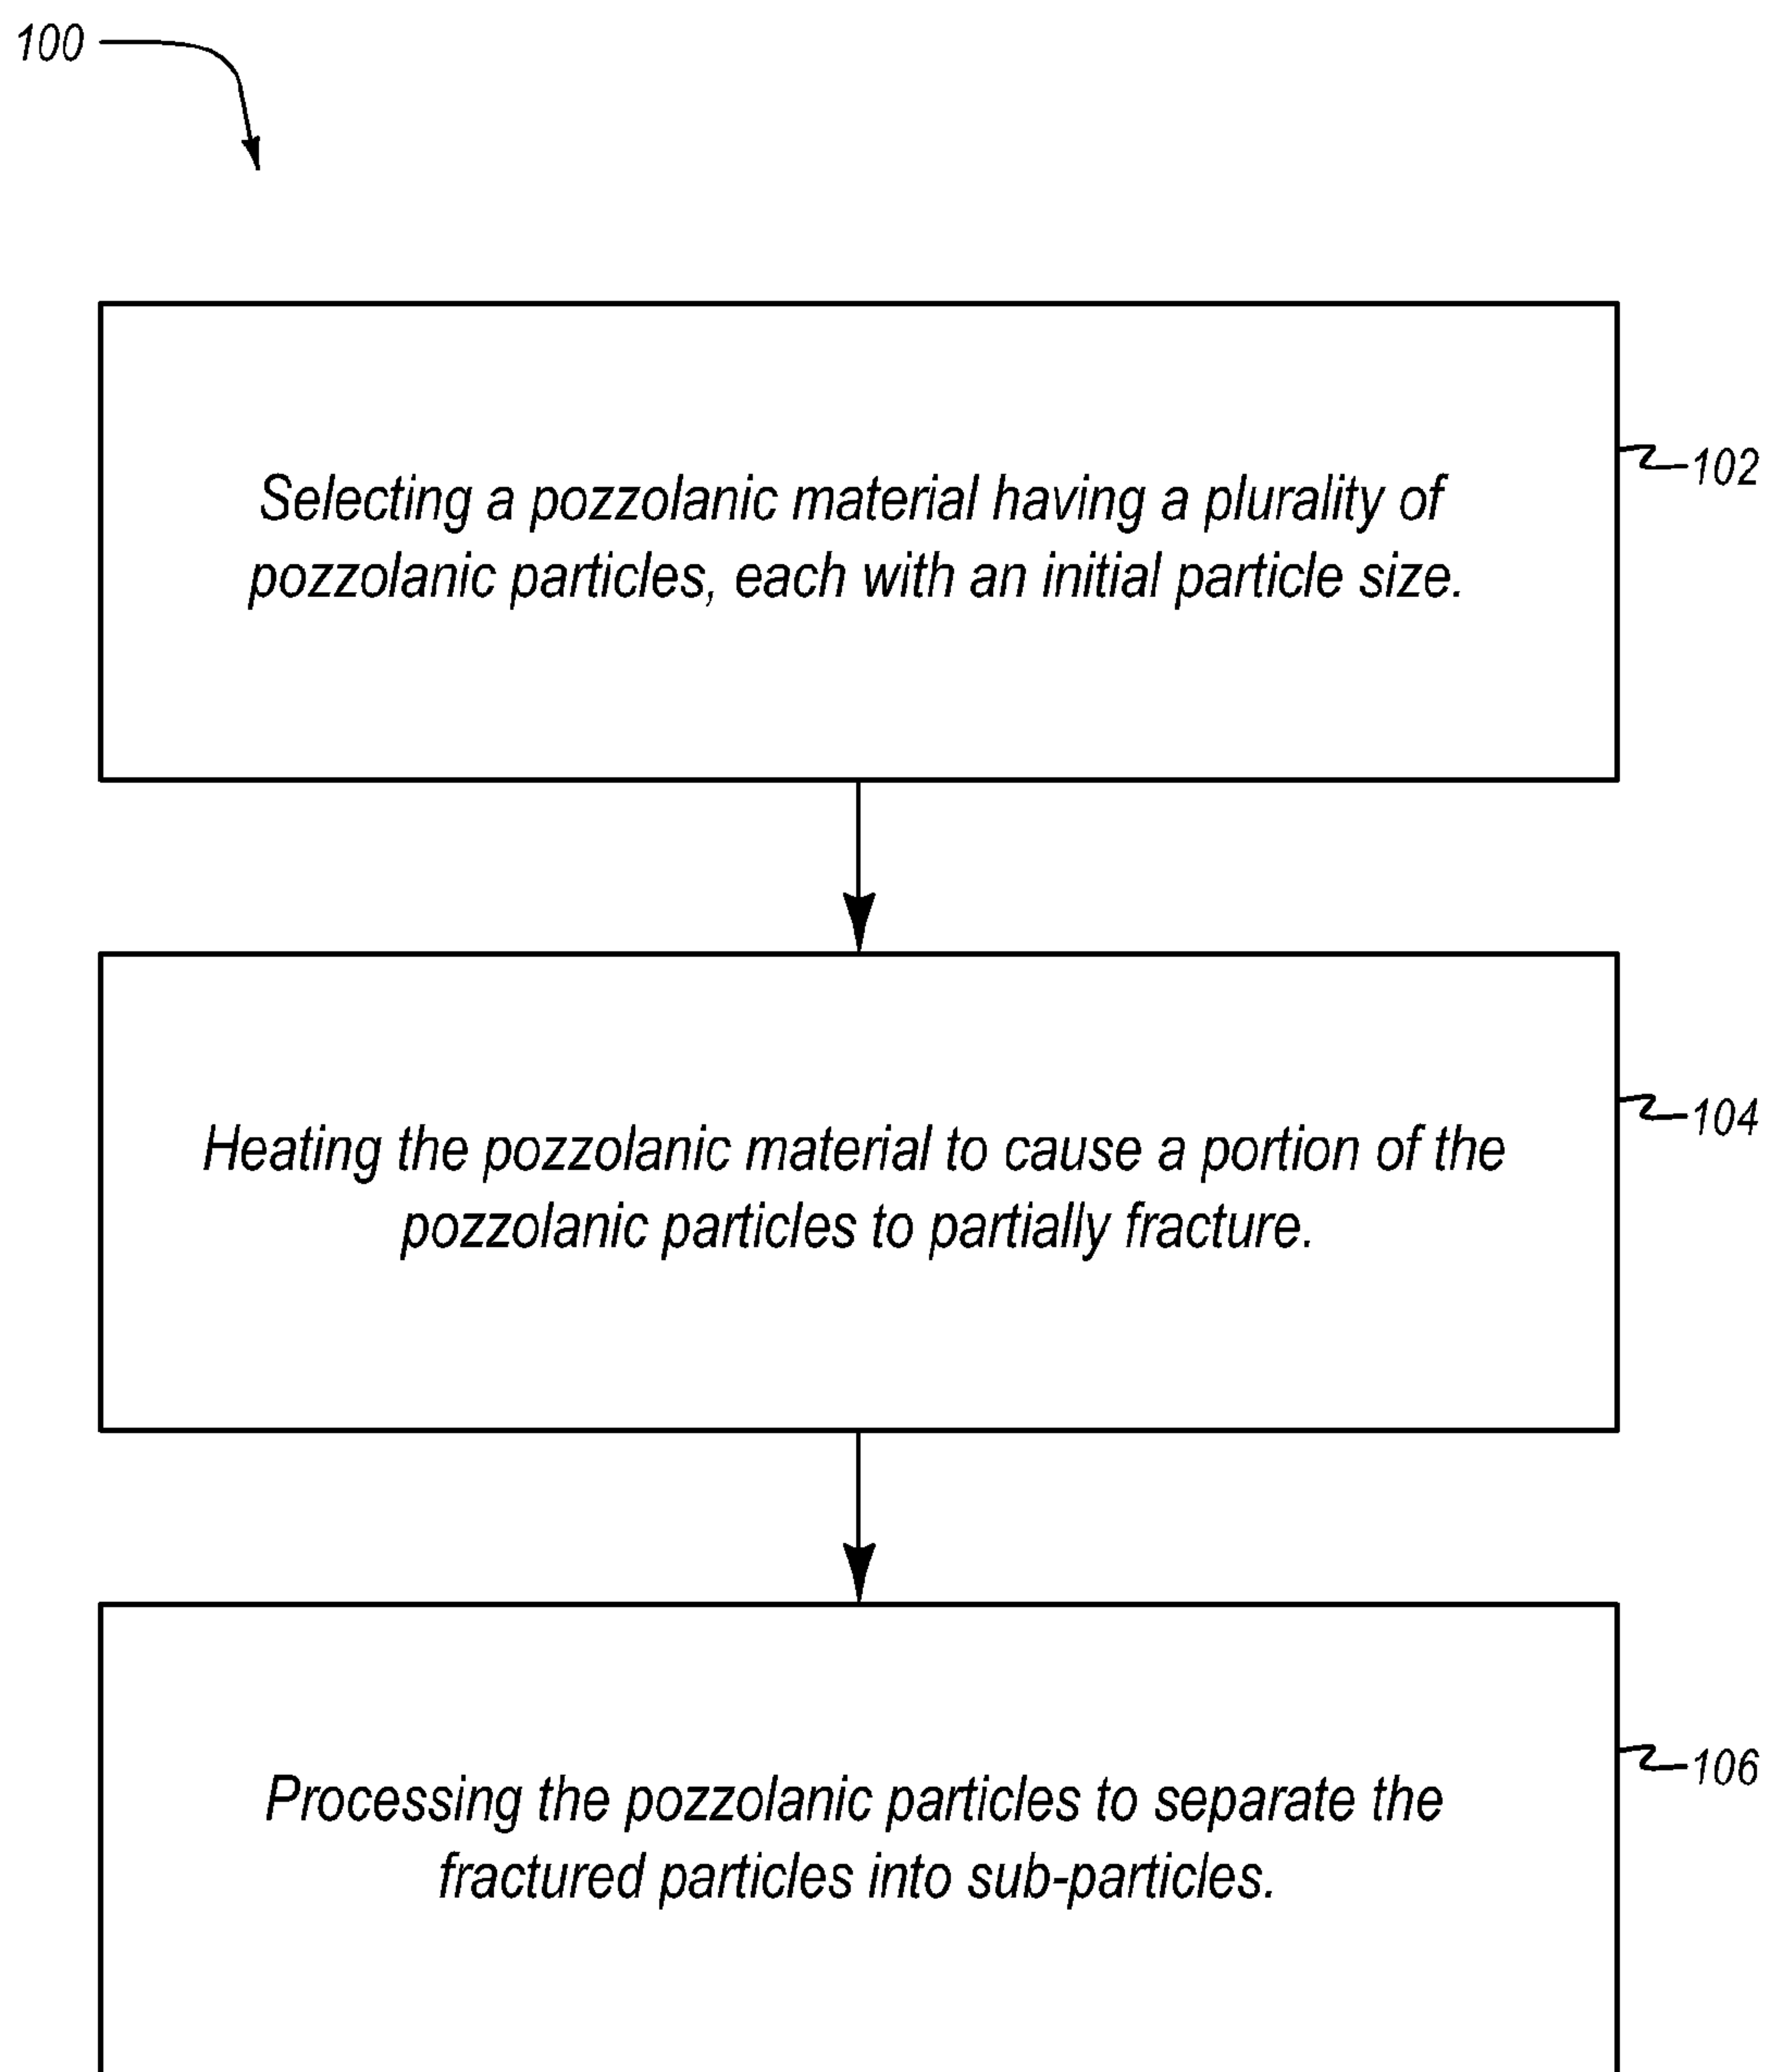 100
Selecting a pozzolanic material having a plurality of
pozzolanic particles, each with an initial particle size.
102
Heating the pozzolanic material to cause a portion of the
pozzolanic particles to partially fracture.
104
Processing the pozzolanic particles to separate the
fractured particles into sub-particles.
106